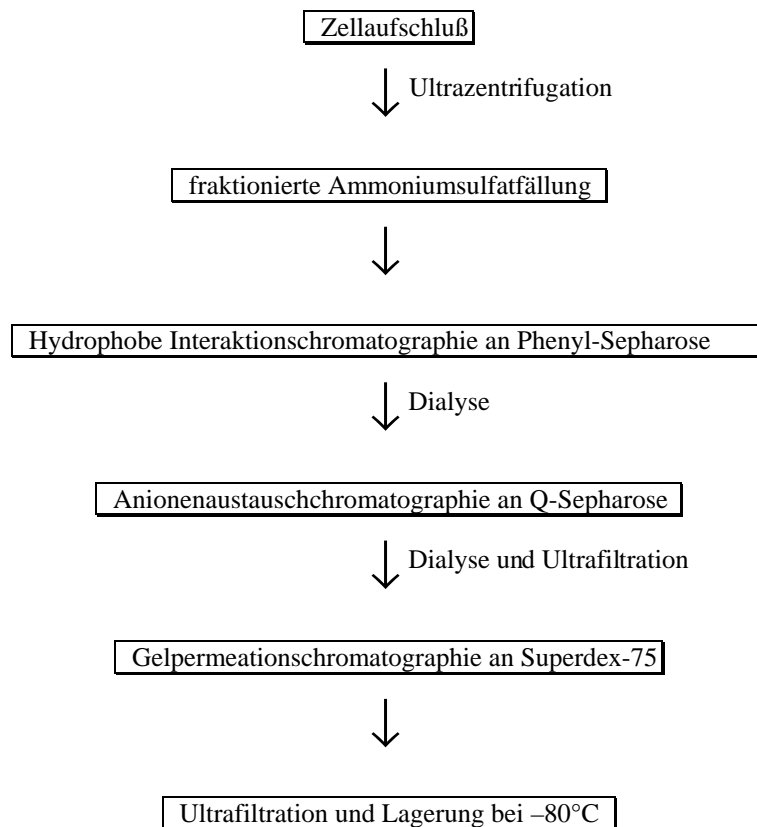 Zellaufschluß
Ultrazentrifugation
fraktionierte Ammoniumsulfatfällung
Hydrophobe Interaktionschromatographie an Phenyl-Sepharose
Dialyse
Anionenaustauschchromatographie an Q-Sepharose
Dialyse und Ultrafiltration
Gelpermeationschromatographie an Superdex-75
Ultrafiltration und Lagerung bei –80°C